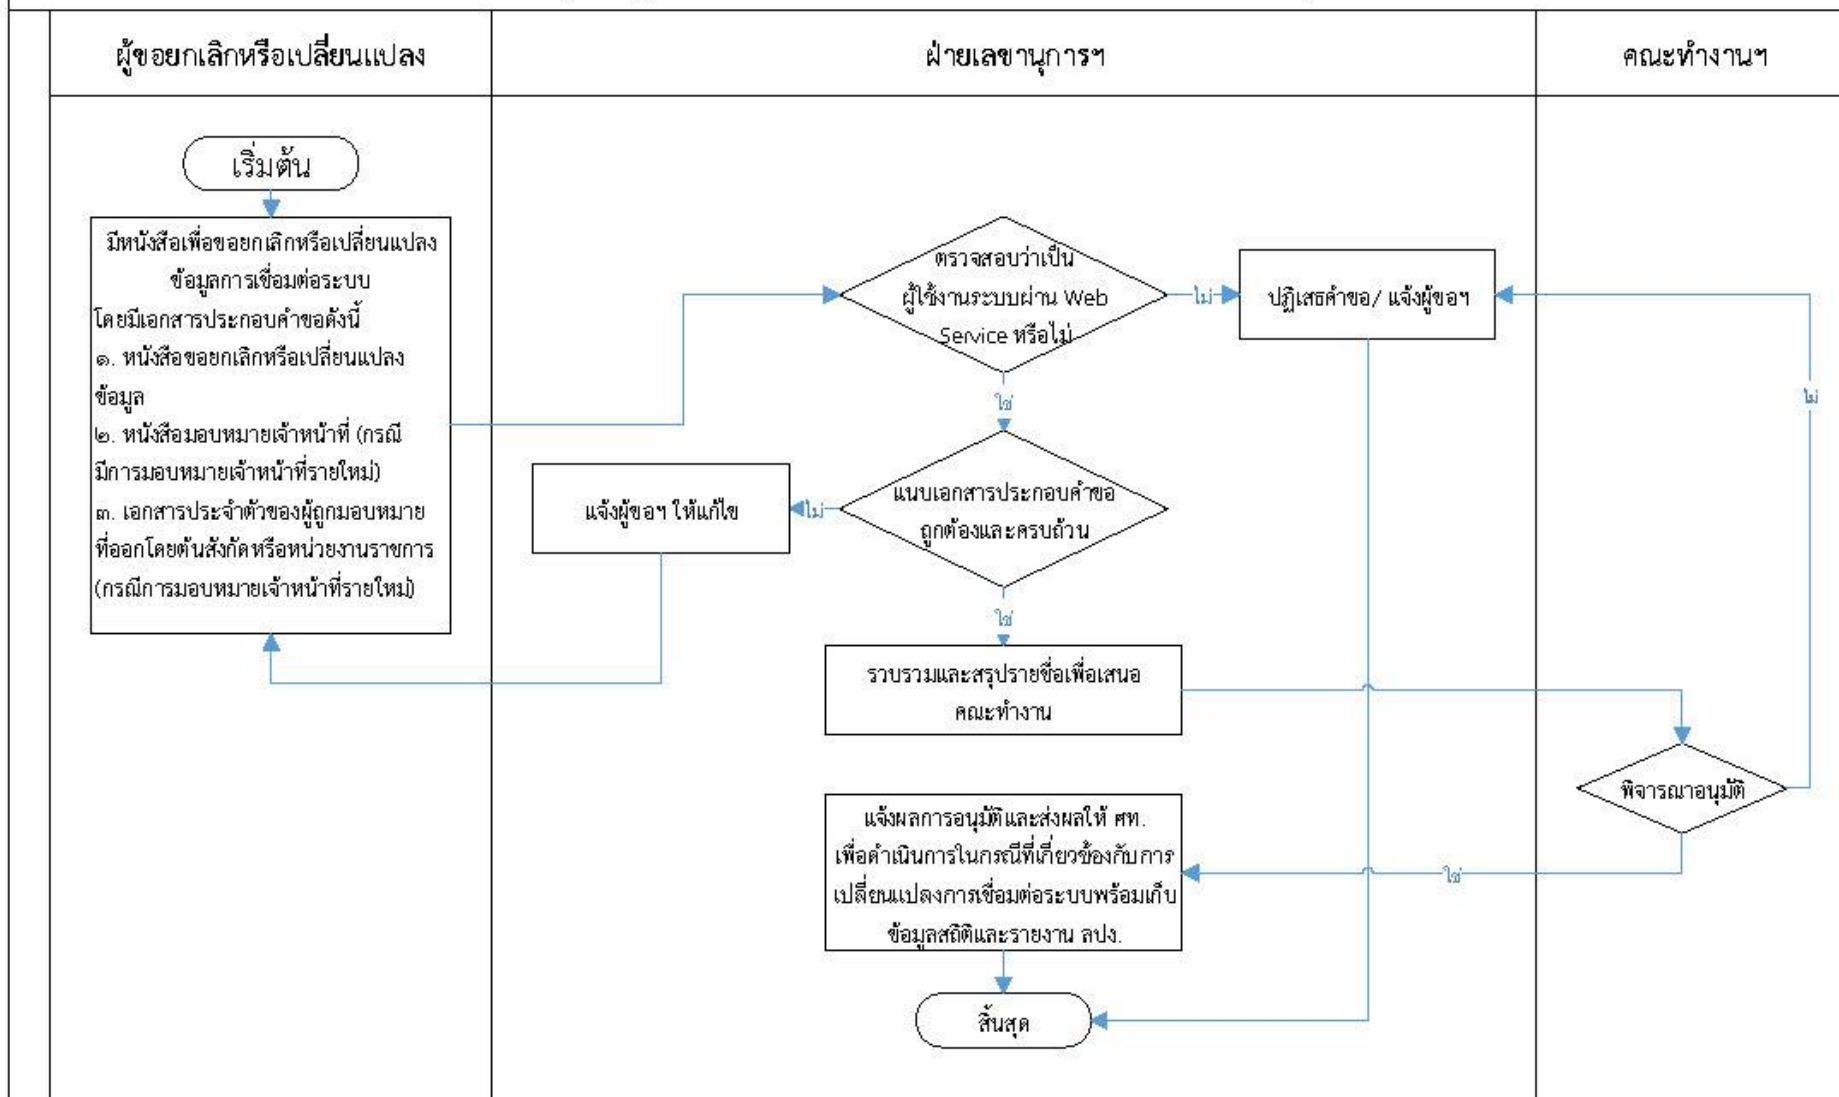 ผู้ขอยกเลิกหรือเปลี่ยนแปลง
ฝ่ายเลขานุการฯ
คณะทำงานฯ
เริ่มต้น
มีหนังสือเพื่อขอยกเลิกหรือเปลี่ยนแปลง
ข้อมูลการเชื่อมต่อระบบ
โดยมีเอกสารประกอบคำขอดังนี้
๑. หนังสือขอยกเลิกหรือเปลี่ยนแปลง
ข้อมูล
๒. หนังสือมอบหมายเจ้าหน้าที่ (กรณี
มีการมอบหมายเจ้าหน้าที่รายใหม่)
๓. เอกสารประจำตัวของผู้ถูกมอบหมาย
ที่ออกโดยต้นสังกัดหรือหน่วยงานราชการ
(กรณีการมอบหมายเจ้าหน้าที่รายใหม่)
ตรวจสอบว่าเป็น
ผู้ใช้งานระบบผ่าน Web
Service หรือไม่
ไม่
ปฏิเสธคำขอ/ แจ้งผู้ขอฯ
ไม่
ใช่
แนบเอกสารประกอบคำขอ
ถูกต้องและครบถ้วน
ไม่
แจ้งผู้ขอฯ ให้แก้ไข
ใช่
รวบรวมและสรุปรายชื่อเพื่อเสนอ
คณะทำงาน
พิจารณาอนุมัติ
ใช่
แจ้งผลการอนุมัติและส่งผลให้ ศท.
เพื่อดำเนินการในกรณีที่เกี่ยวข้องกับการ
เปลี่ยนแปลงการเชื่อมต่อระบบพร้อมเก็บ
ข้อมูลสถิติและรายงาน ลปง.
สิ้นสุด